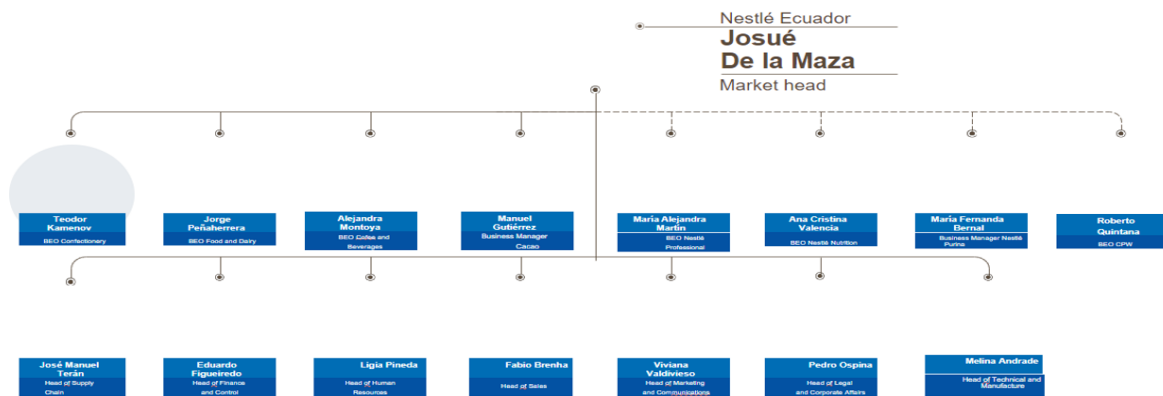 Nestlé Ecuador
Josué
De la Maza
Market head
Teodor
Kamenov
BEO Confectionery
Jorge
Peñaherrera
BEO Food and Dairy
Alejandra
Montoya
BEO Cafes and
Beverages
Manuel
Gutiérrez
Business Manager
Cacao
María Alejandra
Martin
BEO Nestlé
Professional
Ana Cristina
Valencia
BEO Nestlé Nutrition
María Fernanda
Bernal
Business Manager Nestlé
Purina
Roberto
Quintana
BEO CPW
José Manuel
Terán
Head of Supply
Chain
Eduardo
Figueiredo
Head of Finance
and Control
Ligia Pineda
Head of Human
Resources
Fabio Brenha
Head of Sales
Viviana
Valdivieso
Head of Marketing
and Communications
Pedro Ospina
Head of Legal
and Corporate Affairs
Melina Andrade
Head of Technical and
Manufacture